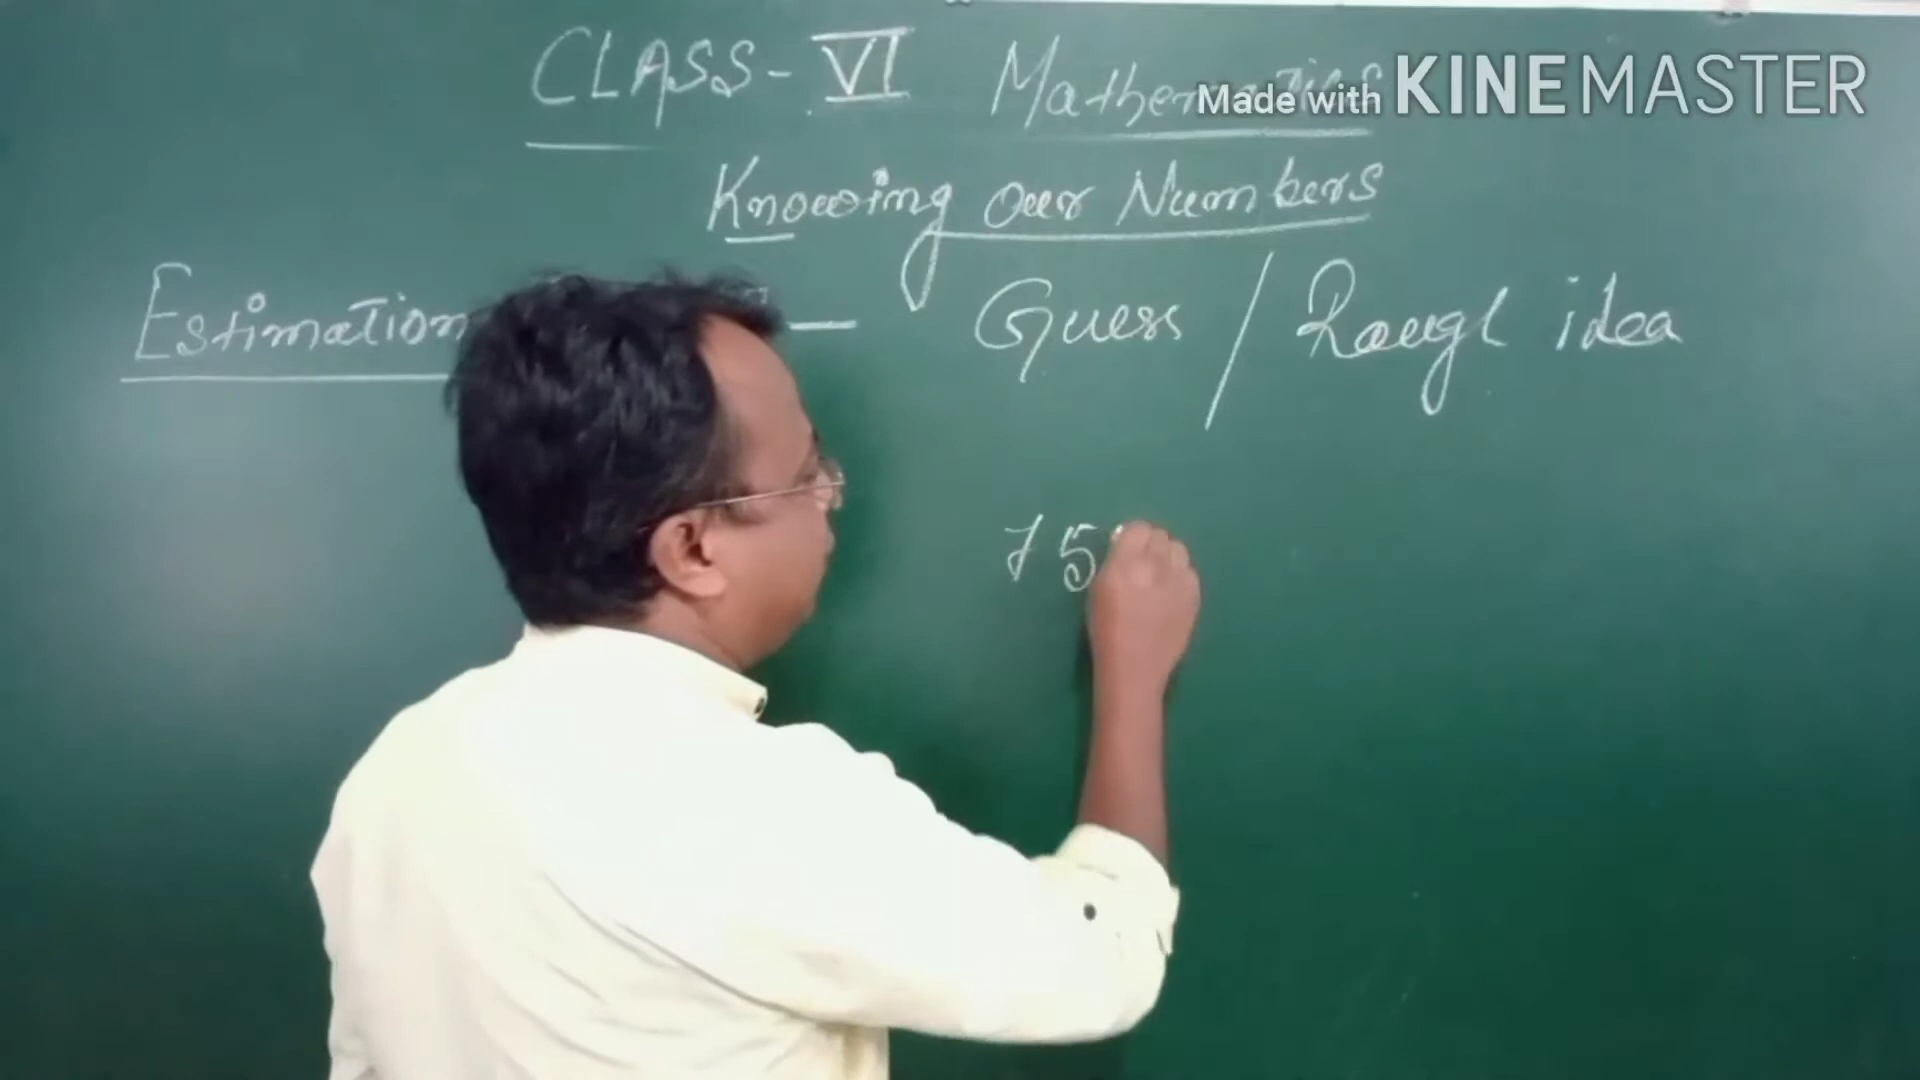 CLASS - VI Mathematics
Made with KINEMASTER
Knowing Our Numbers
Estimation — Guess / Rough idea
75